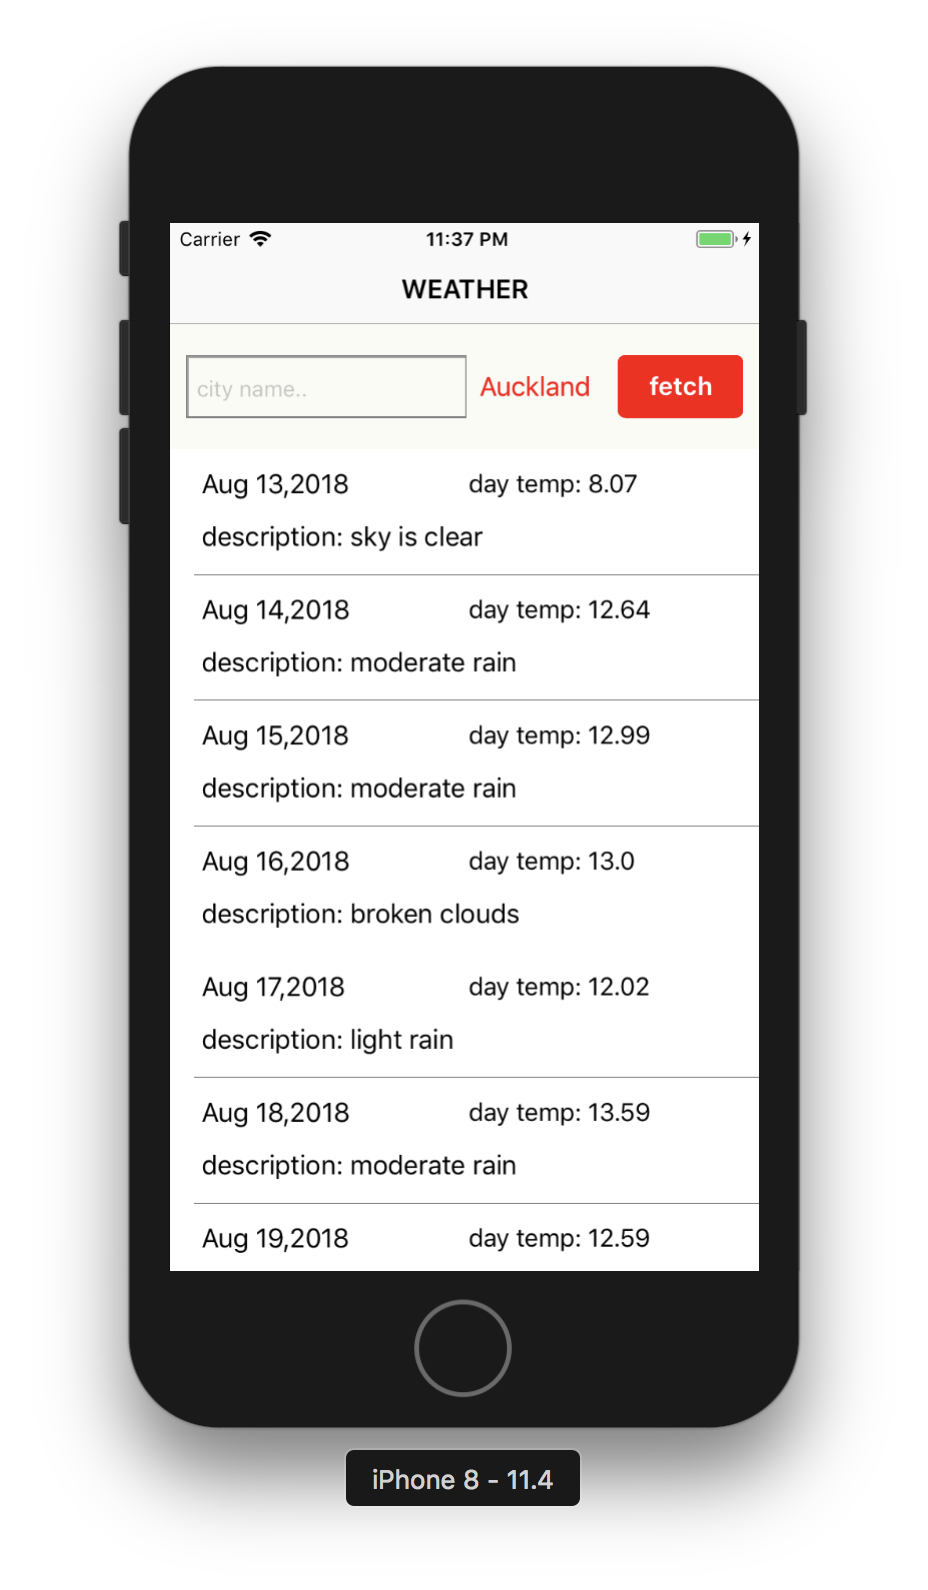 Carrier 11:37 PM
WEATHER
city name.. Auckland fetch
Aug 13,2018 day temp: 8.07
description: sky is clear
Aug 14,2018 day temp: 12.64
description: moderate rain
Aug 15,2018 day temp: 12.99
description: moderate rain
Aug 16,2018 day temp: 13.0
description: broken clouds
Aug 17,2018 day temp: 12.02
description: light rain
Aug 18,2018 day temp: 13.59
description: moderate rain
Aug 19,2018 day temp: 12.59
iPhone 8 - 11.4